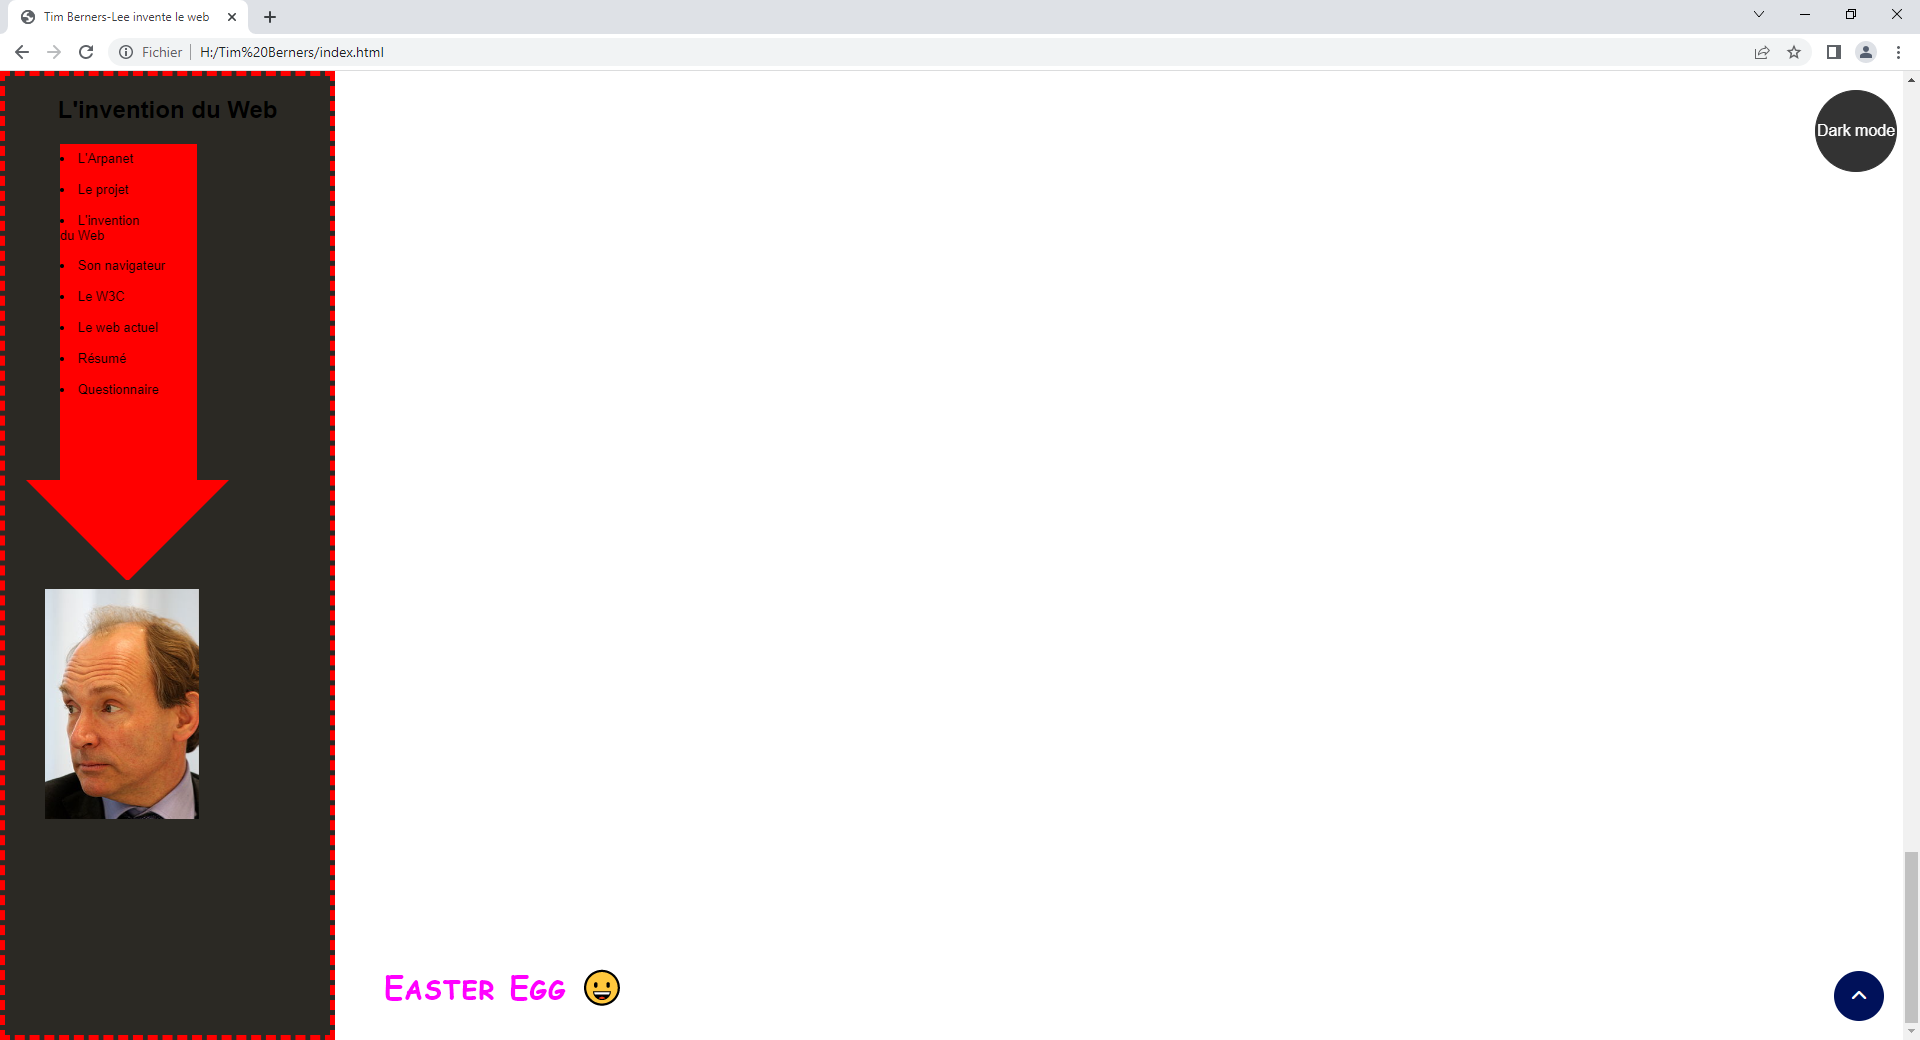 Tim Berners-Lee invente le web
Fichier H:/Tim%20Berners/index.html
L'invention du Web
Dark mode
L'Arpanet
Le projet
L'invention
du Web
Son navigateur
Le W3C
Le web actuel
Résumé
Questionnaire
Easter Egg 😀